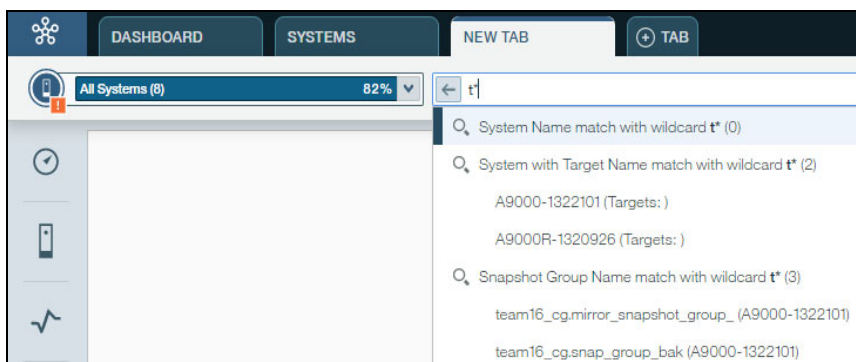 DASHBOARD SYSTEMS NEW TAB + TAB
All Systems (8) 82% t*
System Name match with wildcard t* (0)
System with Target Name match with wildcard t* (2)
A9000-1322101 (Targets: )
A9000R-1320926 (Targets: )
Snapshot Group Name match with wildcard t* (3)
team16_cg.mirror_snapshot_group_ (A9000-1322101)
team16_cg.snap_group_bak (A9000-1322101)